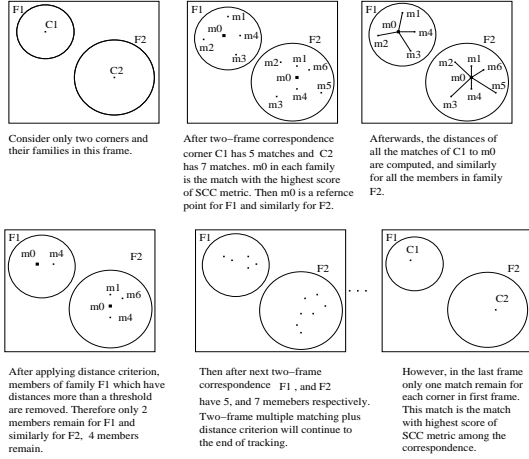 F1
C1
F2
C2
Consider only two corners and
their families in this frame.
F1
m1
m0
m4
m2
m3
F2
m2
m1
m6
m0
m5
m4
m3
After two-frame correspondence
corner C1 has 5 matches and C2
has 7 matches. m0 in each family
is the match with the highest score
of SCC metric. Then m0 is a refernce
point for F1 and similarly for F2.
F1
m1
m0
m4
m2
m3
F2
m2
m1
m6
m0
m5
m4
m3
Afterwards, the distances of
all the matches of C1 to m0
are computed, and similarly
for all the members in family
F2.
F1
m0 m4
F2
m1
m6
m0
m4
After applying distance criterion,
members of family F1 which have
distances more than a threshold
are removed. Therefore only 2
members remain for F1 and
similarly for F2, 4 members
remain.
F1
F2
Then after next two-frame
correspondence F1 , and F2
have 5, and 7 memebers respectively.
Two-frame multiple matching plus
distance criterion will continue to
the end of tracking.
. . .
F1
C1
F2
C2
However, in the last frame
only one match remain for
each corner in first frame.
This match is the match
with highest score of
SCC metric among the
correspondence.